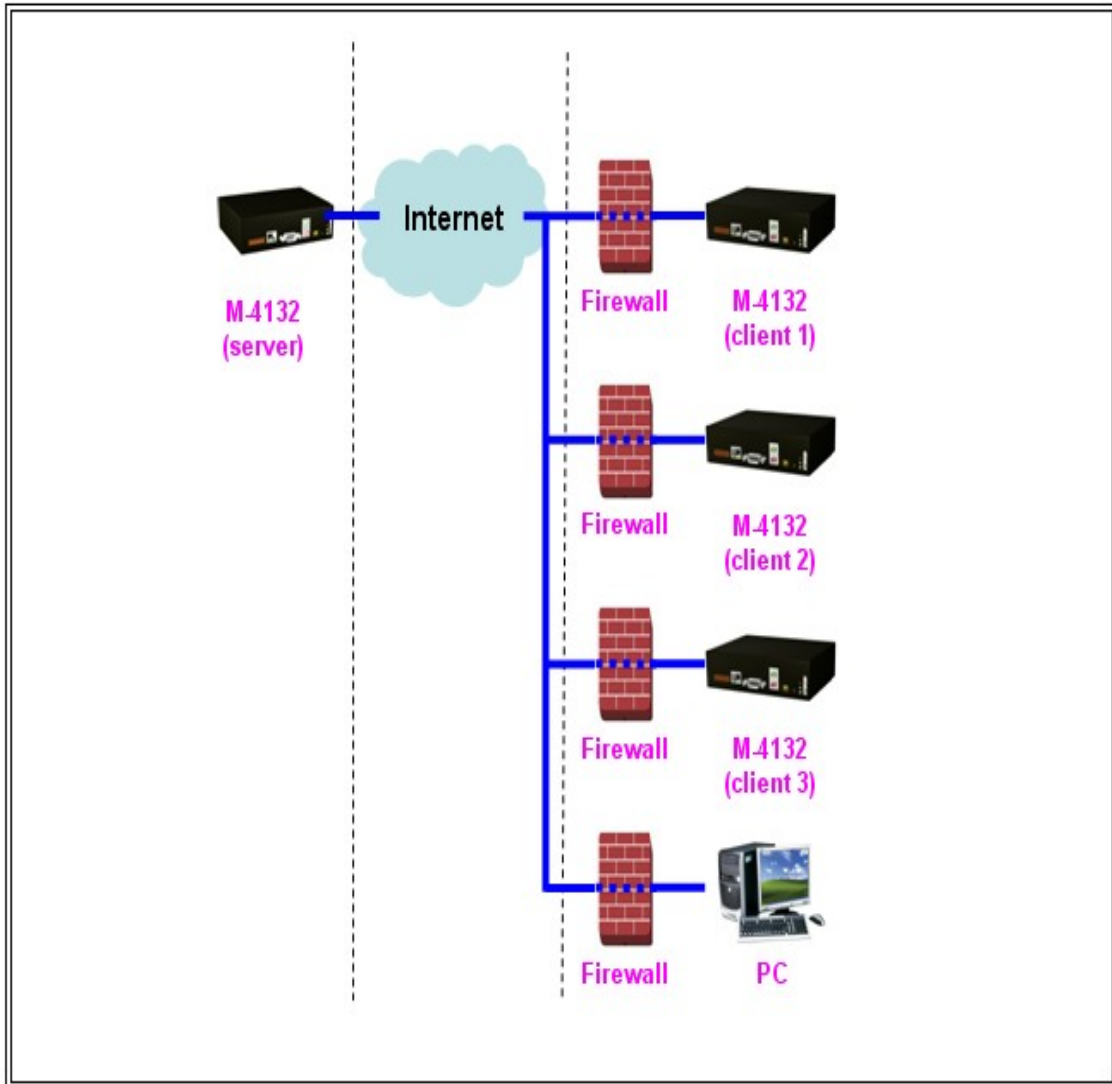 Internet
M-4132
(server)
Firewall
M-4132
(client 1)
Firewall
M-4132
(client 2)
Firewall
M-4132
(client 3)
Firewall
PC